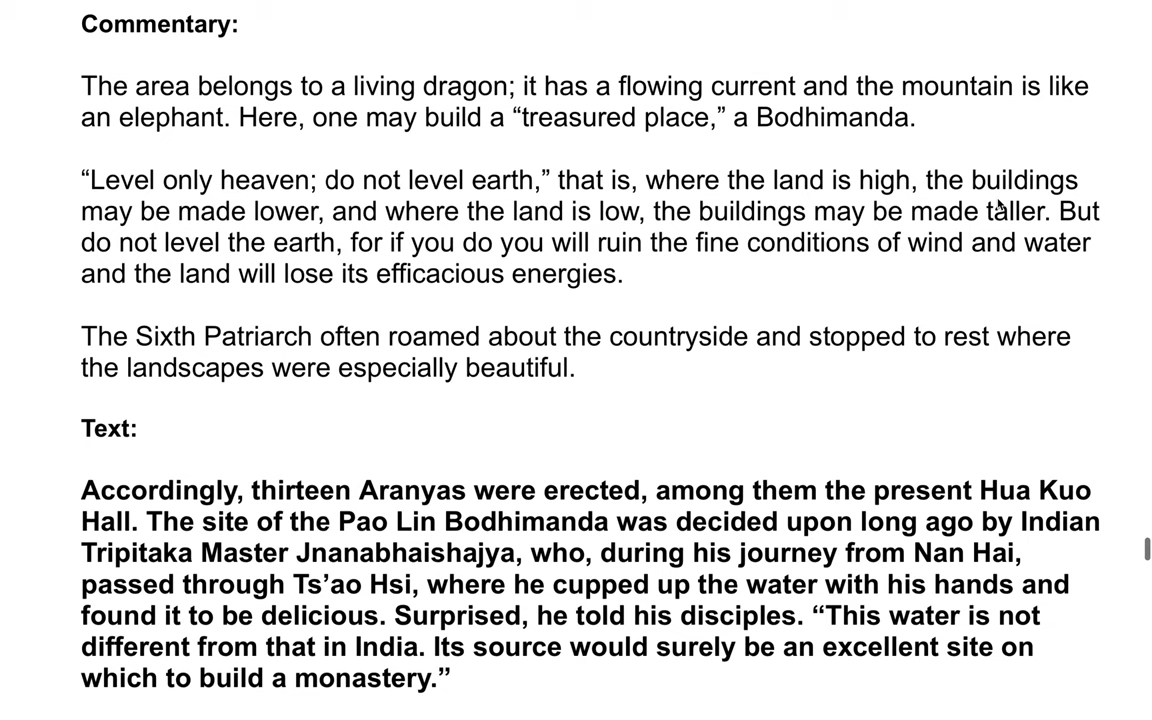 Commentary:
The area belongs to a living dragon; it has a flowing current and the mountain is like
an elephant. Here, one may build a “treasured place,” a Bodhimanda.
“Level only heaven; do not level earth,” that is, where the land is high, the buildings
may be made lower, and where the land is low, the buildings may be made taller. But
do not level the earth, for if you do you will ruin the fine conditions of wind and water
and the land will lose its efficacious energies.
The Sixth Patriarch often roamed about the countryside and stopped to rest where
the landscapes were especially beautiful.
Text:
Accordingly, thirteen Aranyas were erected, among them the present Hua Kuo
Hall. The site of the Pao Lin Bodhimanda was decided upon long ago by Indian
Tripitaka Master Jnanabhaishajya, who, during his journey from Nan Hai,
passed through Ts’ao Hsi, where he cupped up the water with his hands and
found it to be delicious. Surprised, he told his disciples. “This water is not
different from that in India. Its source would surely be an excellent site on
which to build a monastery.”